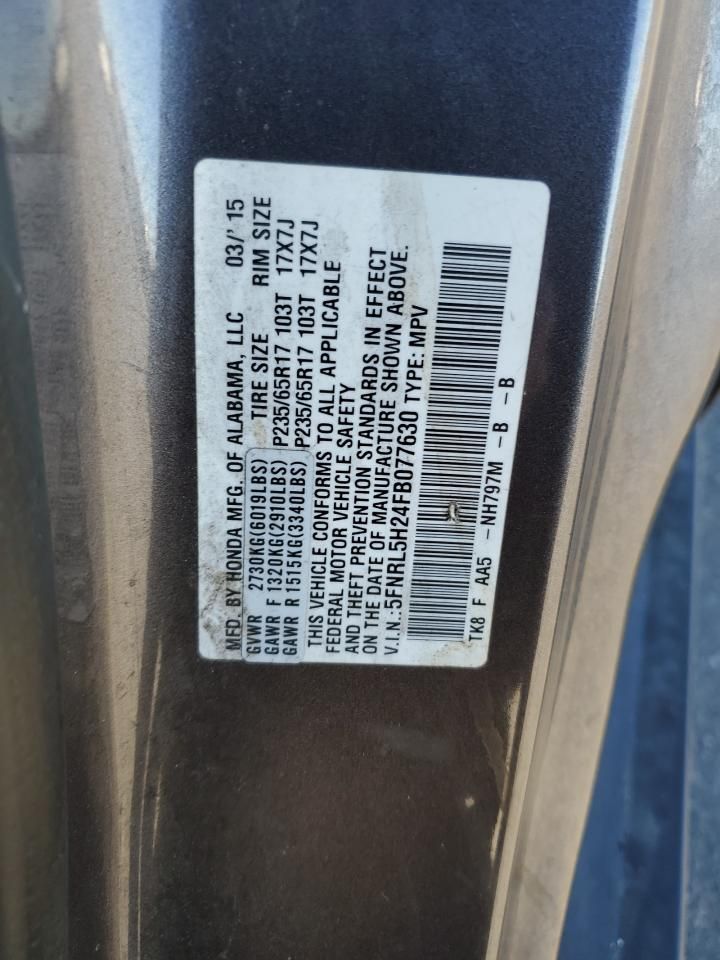 MFD. BY HONDA MFG. OF ALABAMA, LLC 03/' 15
GVWR 2730KG(6019LBS) TIRE SIZE RIM SIZE
GAWR F 1320KG(2910LBS) P235/65R17 103T 17X7J
GAWR R 1515KG(3340LBS) P235/65R17 103T 17X7J
THIS VEHICLE CONFORMS TO ALL APPLICABLE
FEDERAL MOTOR VEHICLE SAFETY
AND THEFT PREVENTION STANDARDS IN EFFECT
ON THE DATE OF MANUFACTURE SHOWN ABOVE.
V.I.N.:5FNRL5H24FB077630 TYPE: MPV
TK8 F AA5 -NH797M -B -B